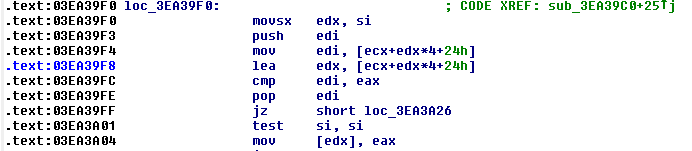 .text:03EA39F0 loc_3EA39F0: ; CODE XREF: sub_3EA39C0+25↑j
.text:03EA39F0 movsx edx, si
.text:03EA39F3 push edi
.text:03EA39F4 mov edi, [ecx+edx*4+24h]
.text:03EA39F8 lea edx, [ecx+edx*4+24h]
.text:03EA39FC cmp edi, eax
.text:03EA39FE pop edi
.text:03EA39FF jz short loc_3EA3A26
.text:03EA3A01 test si, si
.text:03EA3A04 mov [edx], eax